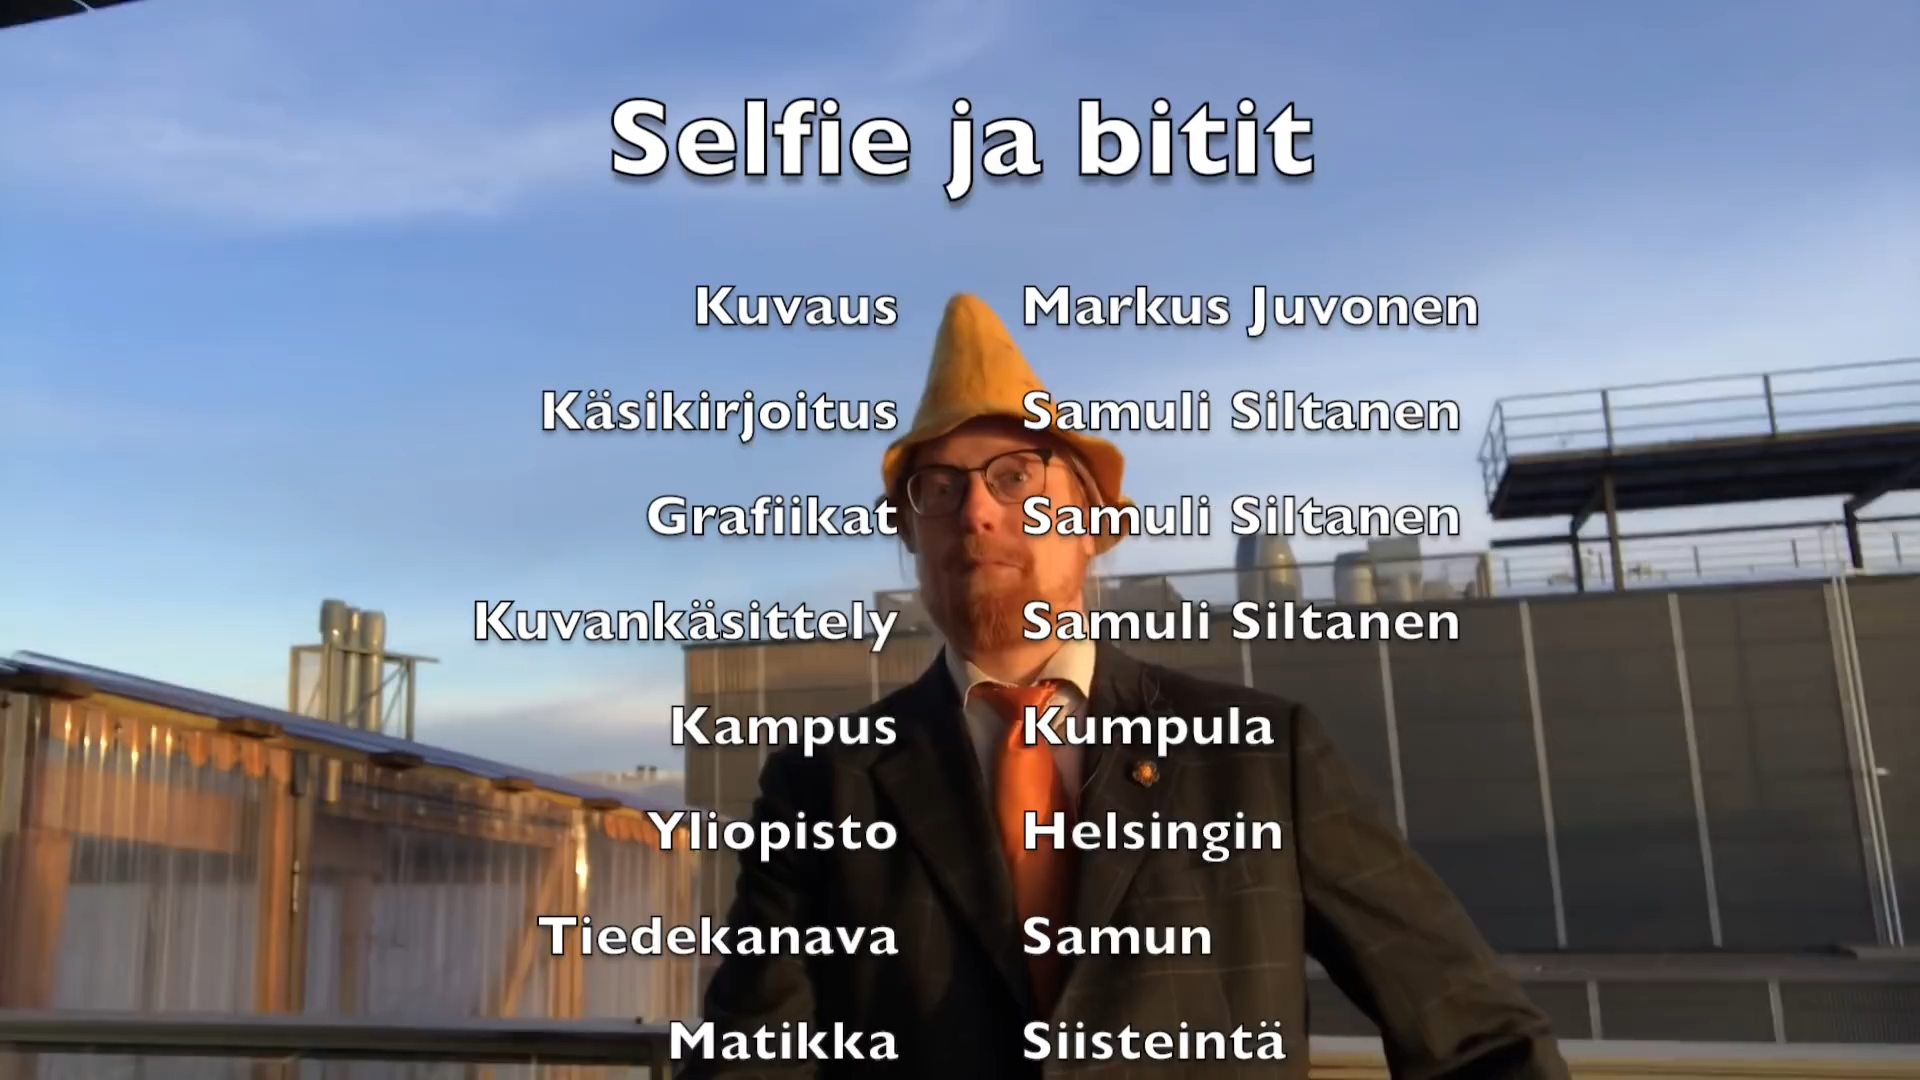 Selfie ja bitit
Kuvaus Markus Juvonen
Käsikirjoitus Samuli Siltanen
Grafiikat Samuli Siltanen
Kuvankäsittely Samuli Siltanen
Kampus Kumpula
Yliopisto Helsingin
Tiedekanava Samun
Matikka Siisteintä